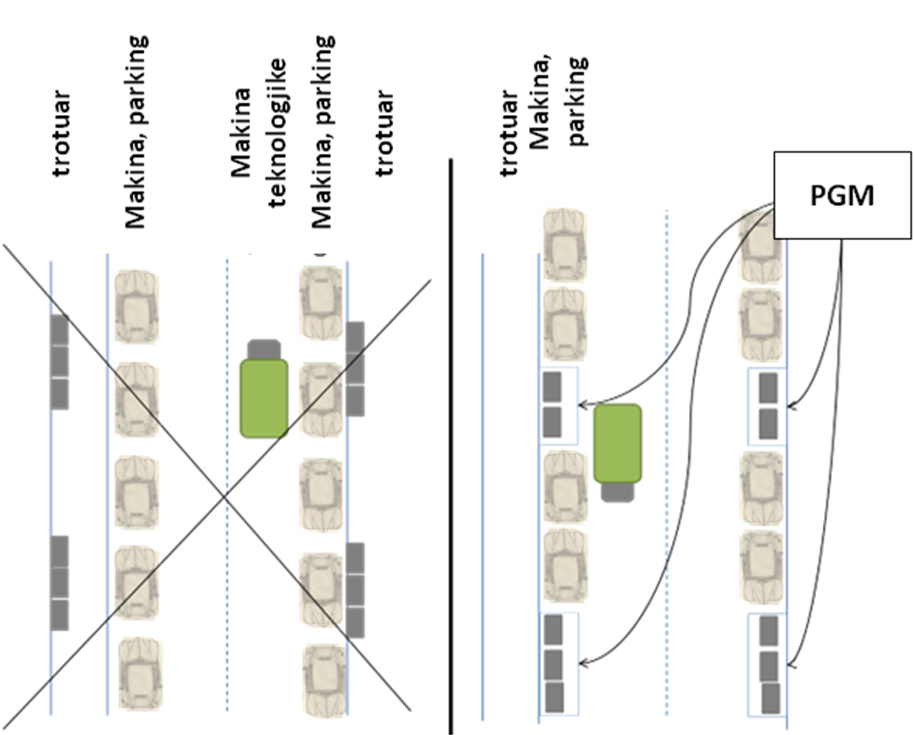 trotuar
Makina, parking
Makina
teknologjike
Makina, parking
trotuar
trotuar
Makina,
parking
PGM